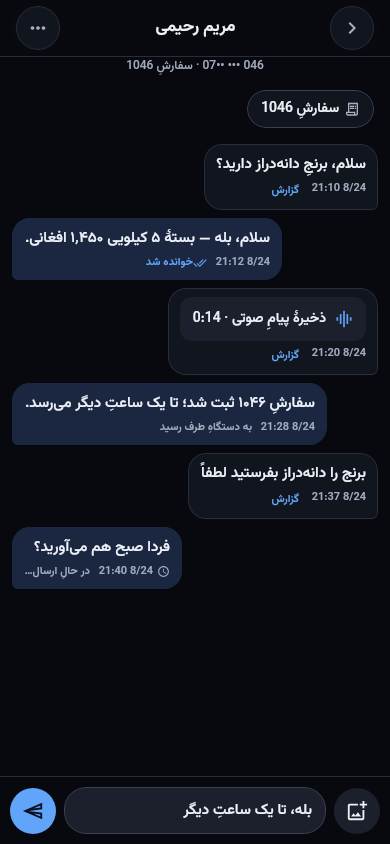 مریم رحیمی
046 ••• ••07 · سفارشِ 1046
سفارشِ 1046
سلام، برنجِ دانه‌دراز دارید؟
21:10 8/24 گزارش
سلام، بله — بستهٔ ۵ کیلویی ۱,۴۵۰ افغانی.
21:12 8/24 خوانده شد
ذخیرهٔ پیامِ صوتی · 0:14
21:20 8/24 گزارش
سفارشِ ۱۰۴۶ ثبت شد؛ تا یک ساعتِ دیگر می‌رسد.
21:28 8/24 به دستگاهِ طرف رسید
21:37 8/24 گزارش
برنج را دانه‌دراز بفرستید لطفاً
فردا صبح هم می‌آورید؟
21:40 8/24 در حالِ ارسال…
بله، تا یک ساعتِ دیگر